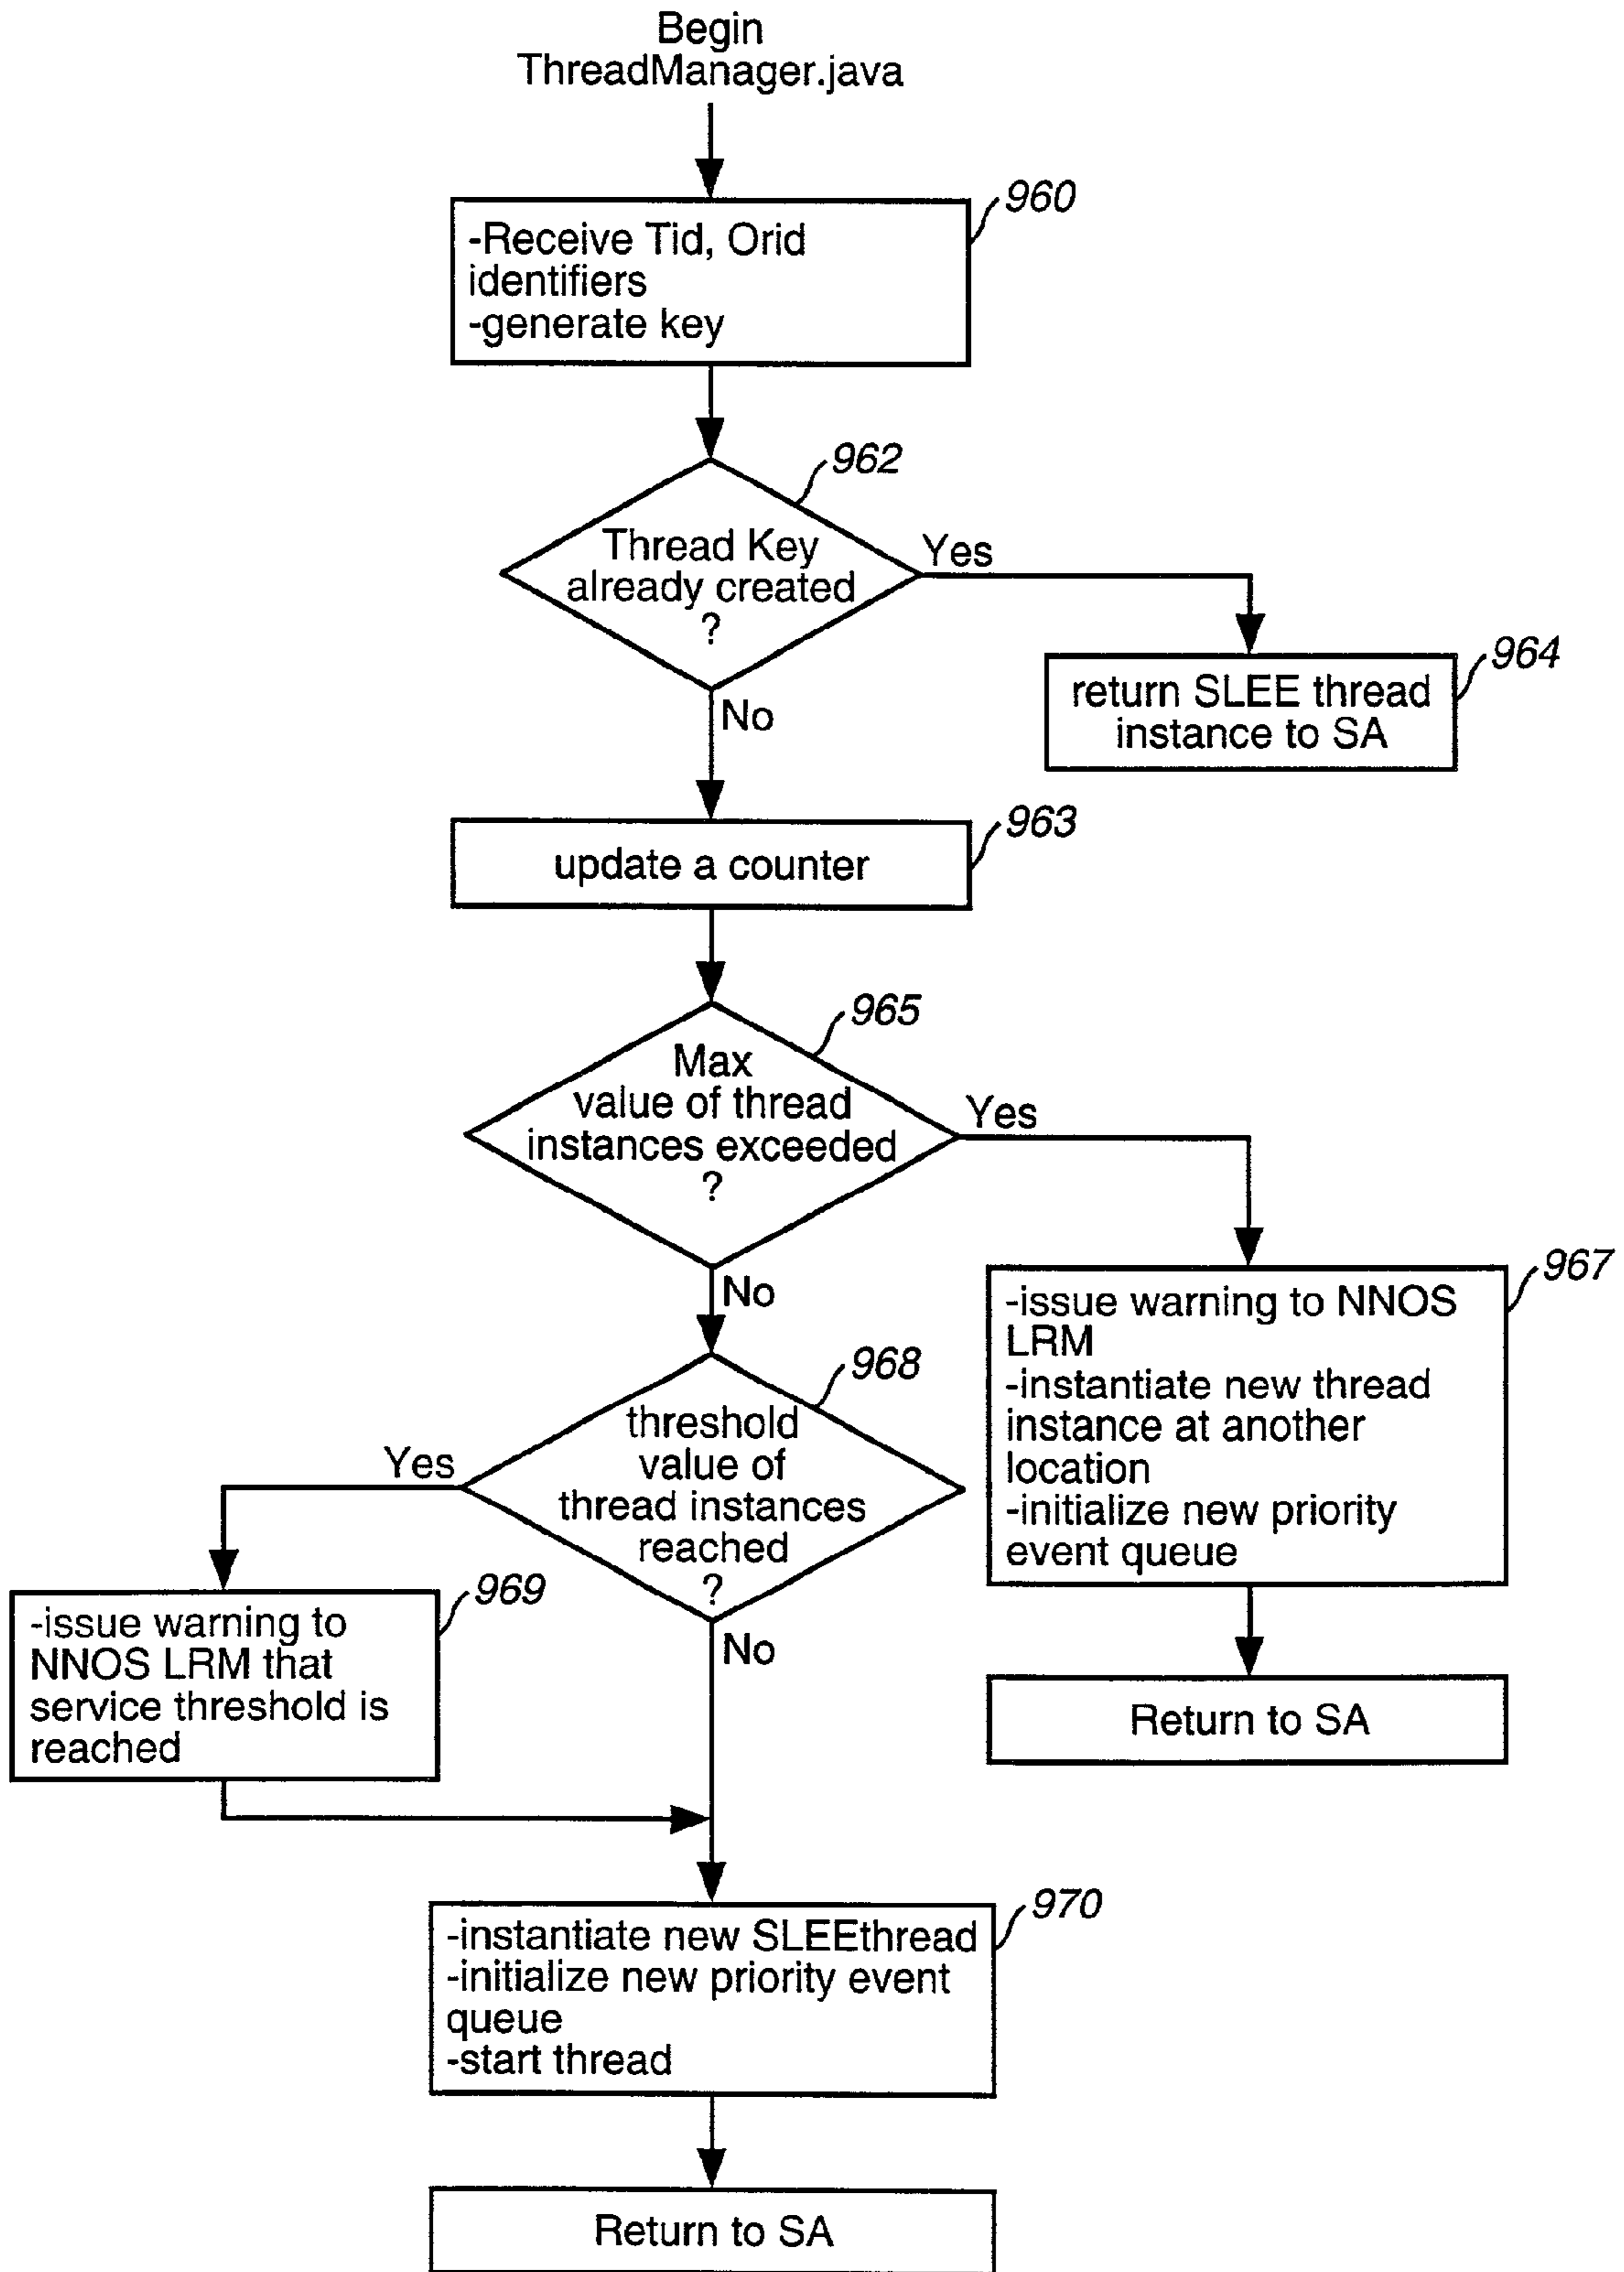 Begin
ThreadManager.java
960
-Receive Tid, Orid
identifiers
-generate key
962
Thread Key
already created
?
Yes
No
964
return SLEE thread
instance to SA
963
update a counter
965
Max
value of thread
instances exceeded
?
Yes
No
967
-issue warning to NNOS
LRM
-instantiate new thread
instance at another
location
-initialize new priority
event queue
968
threshold
value of
thread instances
reached
?
Yes
No
969
-issue warning to
NNOS LRM that
service threshold is
reached
Return to SA
970
-instantiate new SLEEthread
-initialize new priority event
queue
-start thread
Return to SA